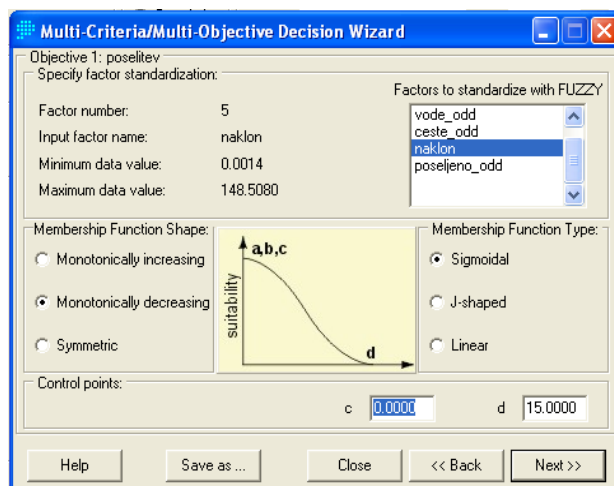 Multi-Criteria/Multi-Objective Decision Wizard
Objective 1: poselitev
Specify factor standardization:
Factors to standardize with FUZZY
Factor number: 5
Input factor name: naklon
Minimum data value: 0.0014
Maximum data value: 148.5080
vode_odd
ceste_odd
naklon
poseljeno_odd
Membership Function Shape:
Monotonically increasing
Monotonically decreasing
Symmetric
suitability
a,b,c
d
Membership Function Type:
Sigmoidal
J-shaped
Linear
Control points:
c 0.0000 d 15.0000
Help Save as ... Close << Back Next >>